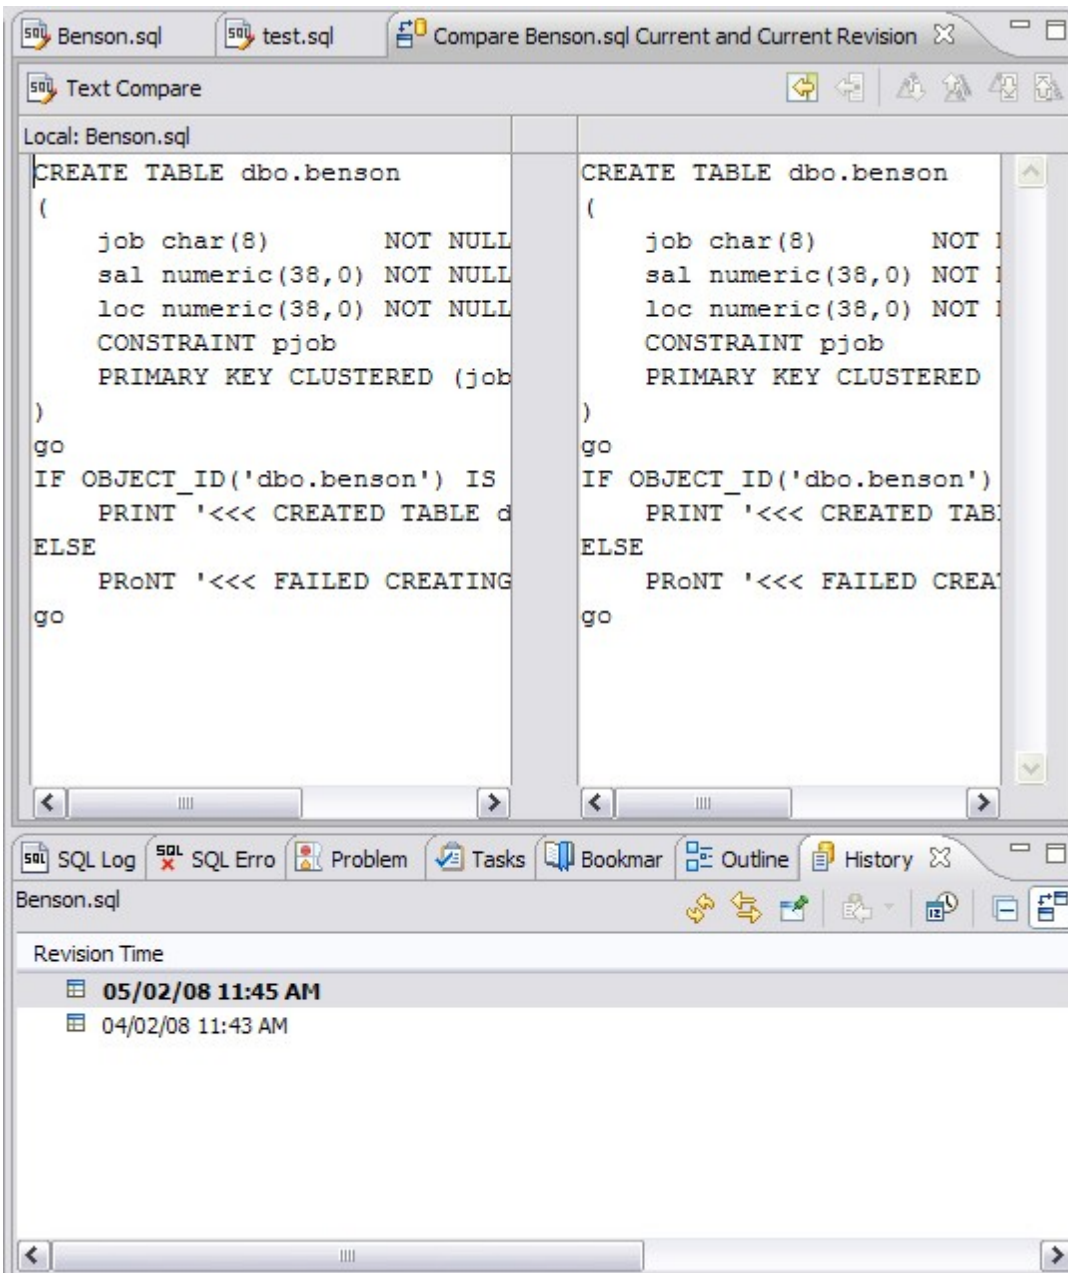 Benson.sql test.sql Compare Benson.sql Current and Current Revision
Text Compare
Local: Benson.sql
CREATE TABLE dbo.benson
(
job char(8) NOT NULL
sal numeric(38,0) NOT NULL
loc numeric(38,0) NOT NULL
CONSTRAINT pjob
PRIMARY KEY CLUSTERED (job
)
go
IF OBJECT_ID('dbo.benson') IS
PRINT '<<< CREATED TABLE d
ELSE
PRoNT '<<< FAILED CREATING
go
CREATE TABLE dbo.benson
(
job char(8) NOT
sal numeric(38,0) NOT
loc numeric(38,0) NOT
CONSTRAINT pjob
PRIMARY KEY CLUSTERED
)
go
IF OBJECT_ID('dbo.benson')
PRINT '<<< CREATED TAB
ELSE
PRoNT '<<< FAILED CREA
go
SQL Log SQL Erro Problem Tasks Bookmar Outline History
Benson.sql
Revision Time
05/02/08 11:45 AM
04/02/08 11:43 AM